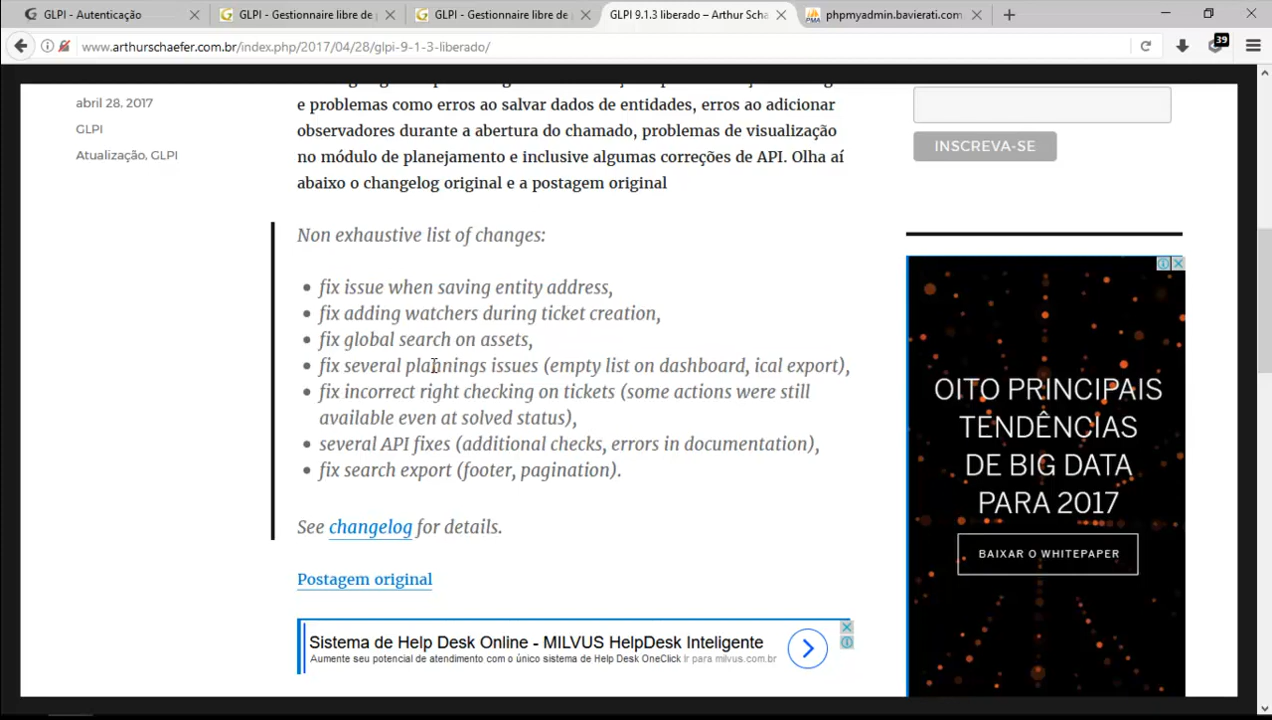 GLPI - Autenticação
GLPI - Gestionnaire libre de
GLPI - Gestionnaire libre de
GLPI 9.1.3 liberado – Arthur Scha
phpmyadmin.bavierati.com
www.arthurschaefer.com.br/index.php/2017/04/28/glpi-9-1-3-liberado/
39
abril 28, 2017
GLPI
Atualização, GLPI
e problemas como erros ao salvar dados de entidades, erros ao adicionar
observadores durante a abertura do chamado, problemas de visualização
no módulo de planejamento e inclusive algumas correções de API. Olha aí
abaixo o changelog original e a postagem original
Non exhaustive list of changes:
• fix issue when saving entity address,
• fix adding watchers during ticket creation,
• fix global search on assets,
• fix several plannings issues (empty list on dashboard, ical export),
• fix incorrect right checking on tickets (some actions were still
available even at solved status),
• several API fixes (additional checks, errors in documentation),
• fix search export (footer, pagination).
See changelog for details.
Postagem original
Sistema de Help Desk Online - MILVUS HelpDesk Inteligente
Aumente seu potencial de atendimento com o único sistema de Help Desk OneClick Ir para milvus.com.br
INSCREVA-SE
OITO PRINCIPAIS
TENDÊNCIAS
DE BIG DATA
PARA 2017
BAIXAR O WHITEPAPER